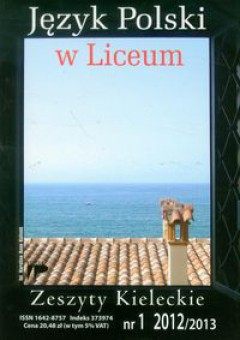 Język Polski
w Liceum
Zeszyty Kieleckie
ISSN 1642-8757 Indeks 373974
Cena 20,48 zł (w tym 5% VAT)
nr 1 2012/2013